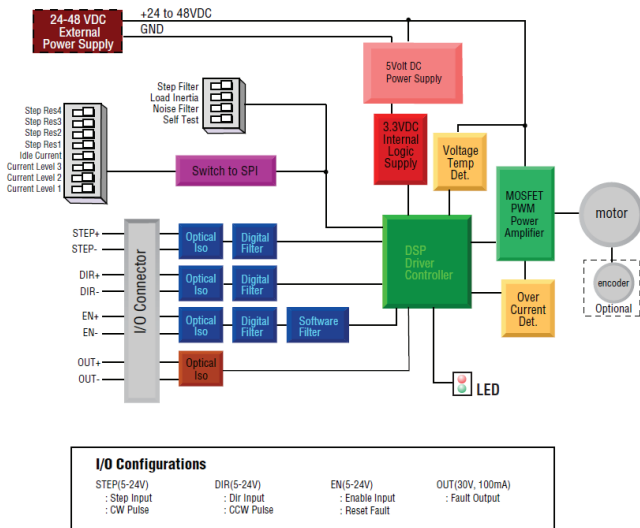 24-48 VDC
External
Power Supply
+24 to 48VDC
GND
5Volt DC
Power Supply
Step Filter
Load Inertia
Noise Filter
Self Test
Step Res4
Step Res3
Step Res2
Step Res1
Idle Current
Current Level 3
Current Level 2
Current Level 1
Switch to SPI
3.3VDC
Internal
Logic
Supply
Voltage
Temp
Det.
MOSFET
PWM
Power
Amplifier
motor
encoder
Optional
DSP
Driver
Controller
Over
Current
Det.
I/O Connector
STEP+
STEP-
Optical
Iso
Digital
Filter
DIR+
DIR-
Optical
Iso
Digital
Filter
EN+
EN-
Optical
Iso
Digital
Filter
Software
Filter
OUT+
OUT-
Optical
Iso
LED
I/O Configurations
STEP(5-24V)
: Step Input
: CW Pulse
DIR(5-24V)
: Dir Input
: CCW Pulse
EN(5-24V)
: Enable Input
: Reset Fault
OUT(30V, 100mA)
: Fault Output